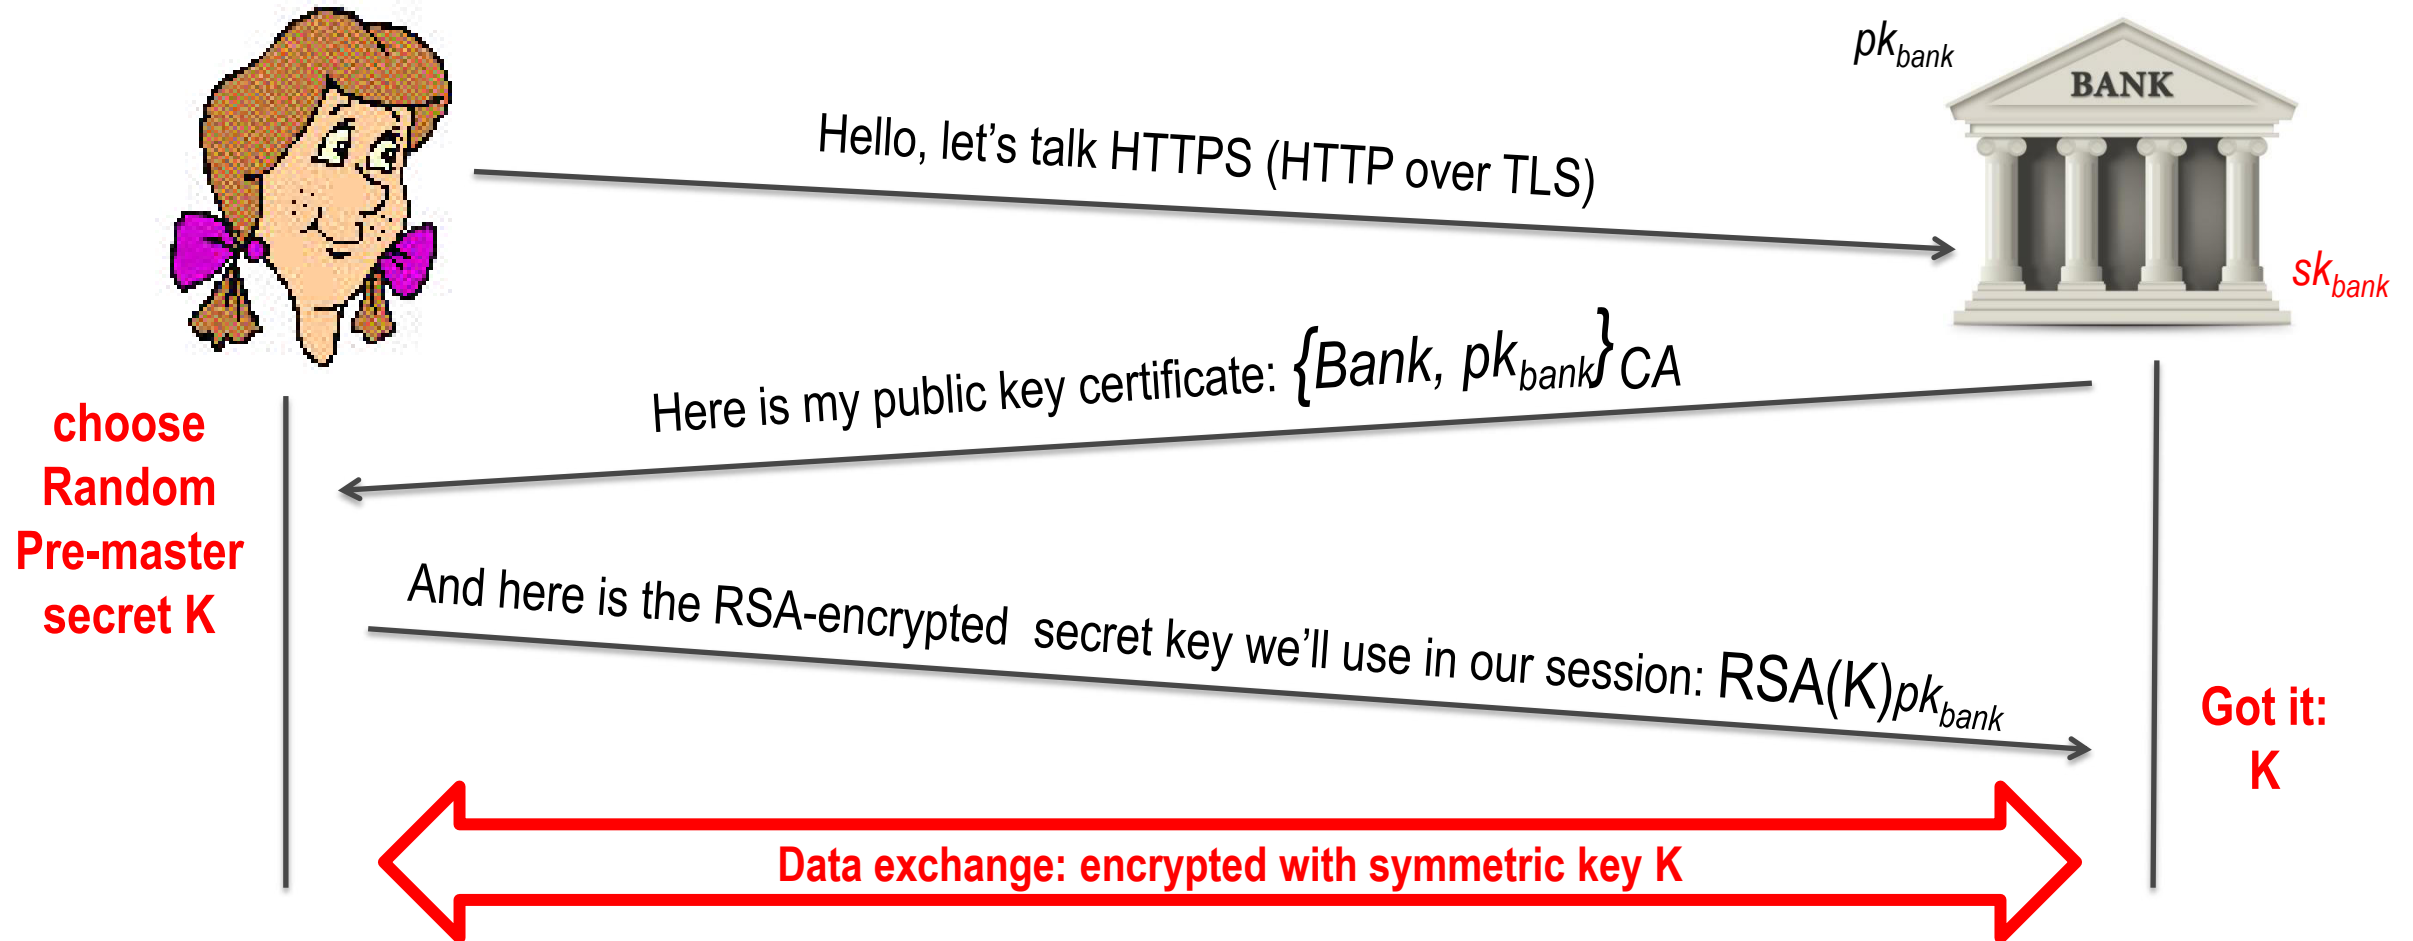 pk_bank
BANK
Hello, let's talk HTTPS (HTTP over TLS)
sk_bank
Here is my public key certificate: {Bank, pk_bank}CA
choose
Random
Pre-master
secret K
And here is the RSA-encrypted secret key we'll use in our session: RSA(K)pk_bank
Got it:
K
Data exchange: encrypted with symmetric key K